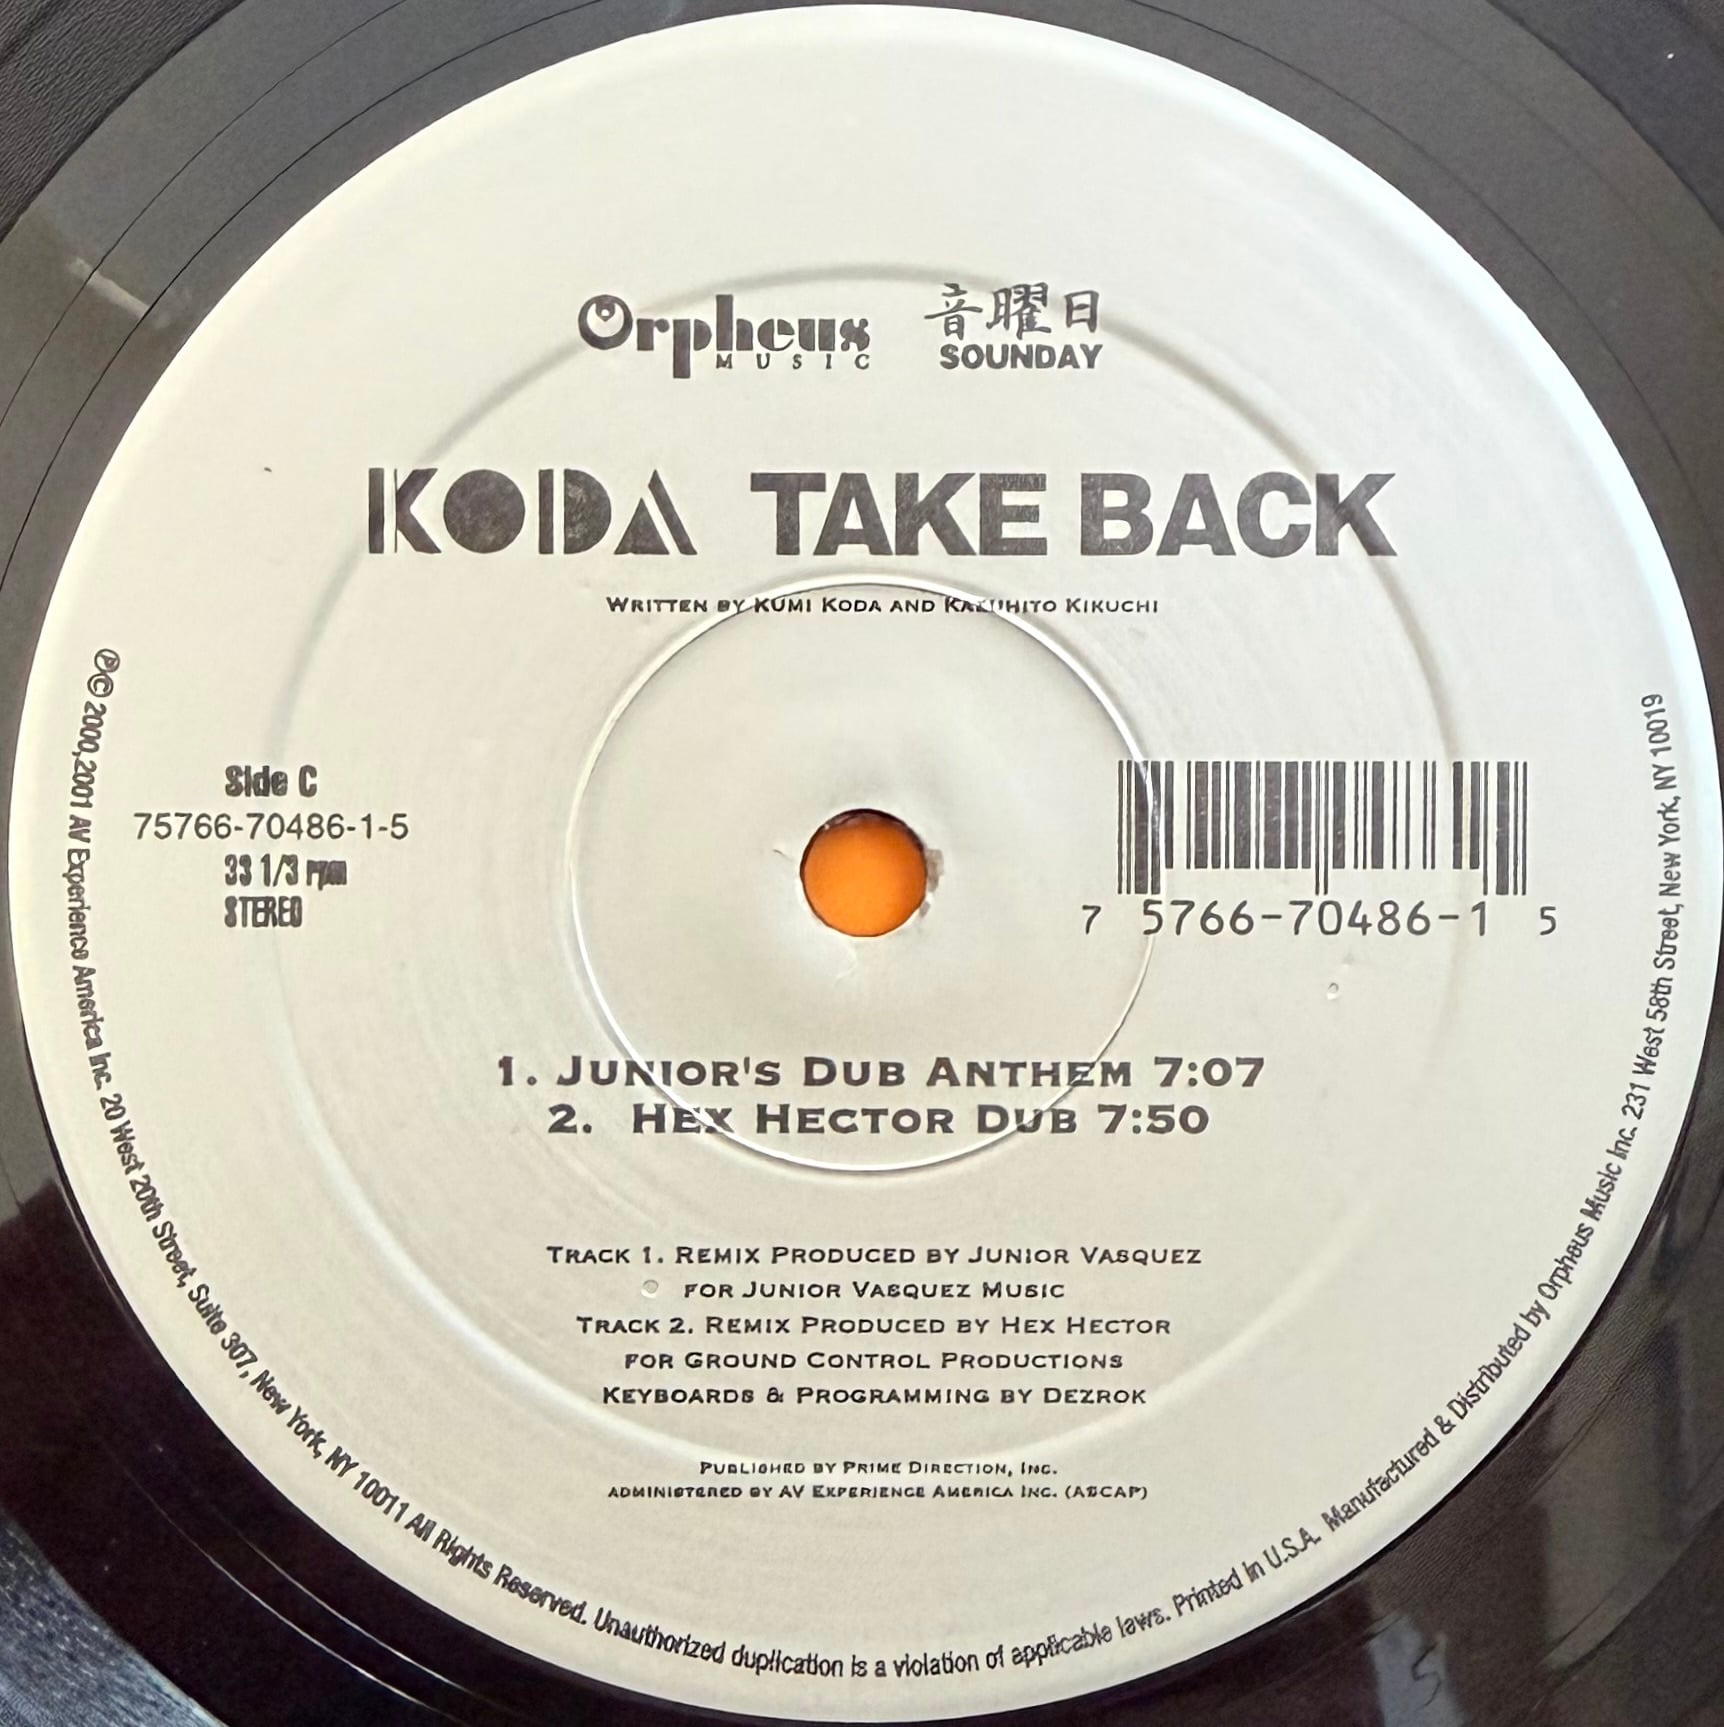 Orpheus
MUSIC
音曜日
SOUNDAY
KODA TAKE BACK
WRITTEN BY KUMI KODA AND KAZUHITO KIKUCHI
Side C
75766-70486-1-5
33 1/3 rpm
STEREO
7 5766-70486-1 5
1. JUNIOR'S DUB ANTHEM 7:07
2. HEX HECTOR DUB 7:50
TRACK 1. REMIX PRODUCED BY JUNIOR VASQUEZ
FOR JUNIOR VASQUEZ MUSIC
TRACK 2. REMIX PRODUCED BY HEX HECTOR
FOR GROUND CONTROL PRODUCTIONS
KEYBOARDS & PROGRAMMING BY DEZROK
PUBLISHED BY PRIME DIRECTION, INC.
ADMINISTERED BY AV EXPERIENCE AMERICA INC. (ASCAP)
℗© 2000,2001 AV Experience America Inc. 20 West 20th Street, Suite 307, New York, NY 10011 All Rights Reserved. Unauthorized duplication is a violation of applicable laws. Printed in U.S.A. Manufactured & Distributed by Orpheus Music Inc. 231 West 58th Street, New York, NY 10019